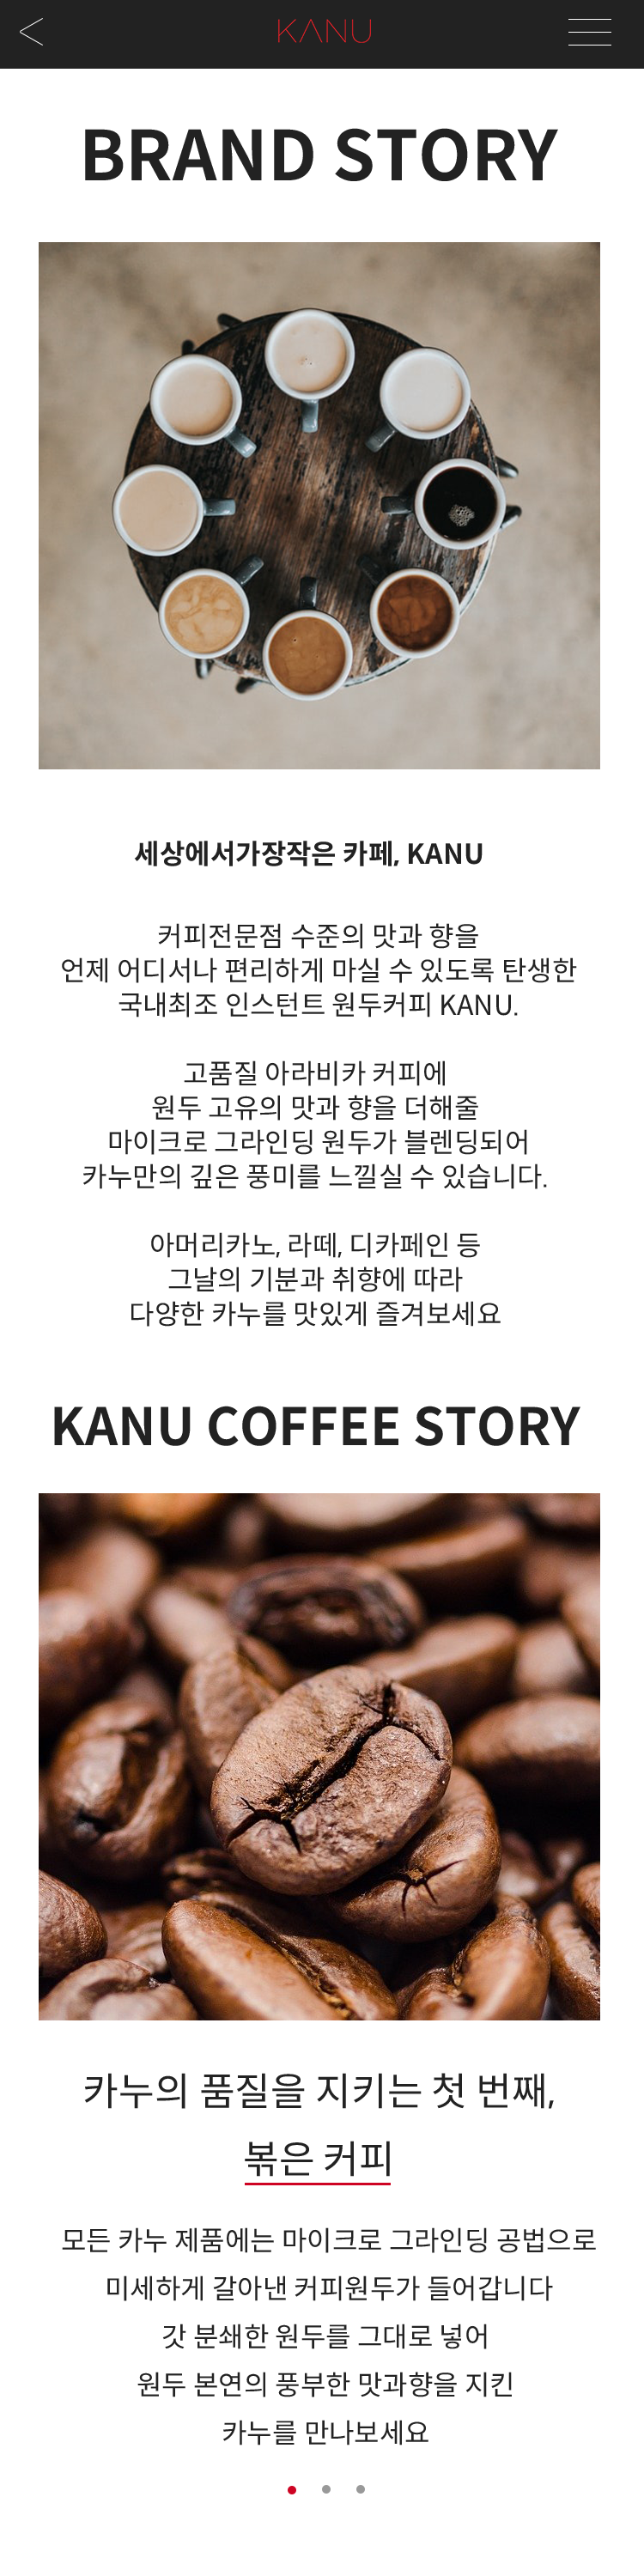 KANU
BRAND STORY
세상에서가장작은 카페, KANU
커피전문점 수준의 맛과 향을
언제 어디서나 편리하게 마실 수 있도록 탄생한
국내최조 인스턴트 원두커피 KANU.
고품질 아라비카 커피에
원두 고유의 맛과 향을 더해줄
마이크로 그라인딩 원두가 블렌딩되어
카누만의 깊은 풍미를 느낄실 수 있습니다.
아머리카노, 라떼, 디카페인 등
그날의 기분과 취향에 따라
다양한 카누를 맛있게 즐겨보세요
KANU COFFEE STORY
카누의 품질을 지키는 첫 번째,
볶은 커피
모든 카누 제품에는 마이크로 그라인딩 공법으로
미세하게 갈아낸 커피원두가 들어갑니다
갓 분쇄한 원두를 그대로 넣어
원두 본연의 풍부한 맛과향을 지킨
카누를 만나보세요